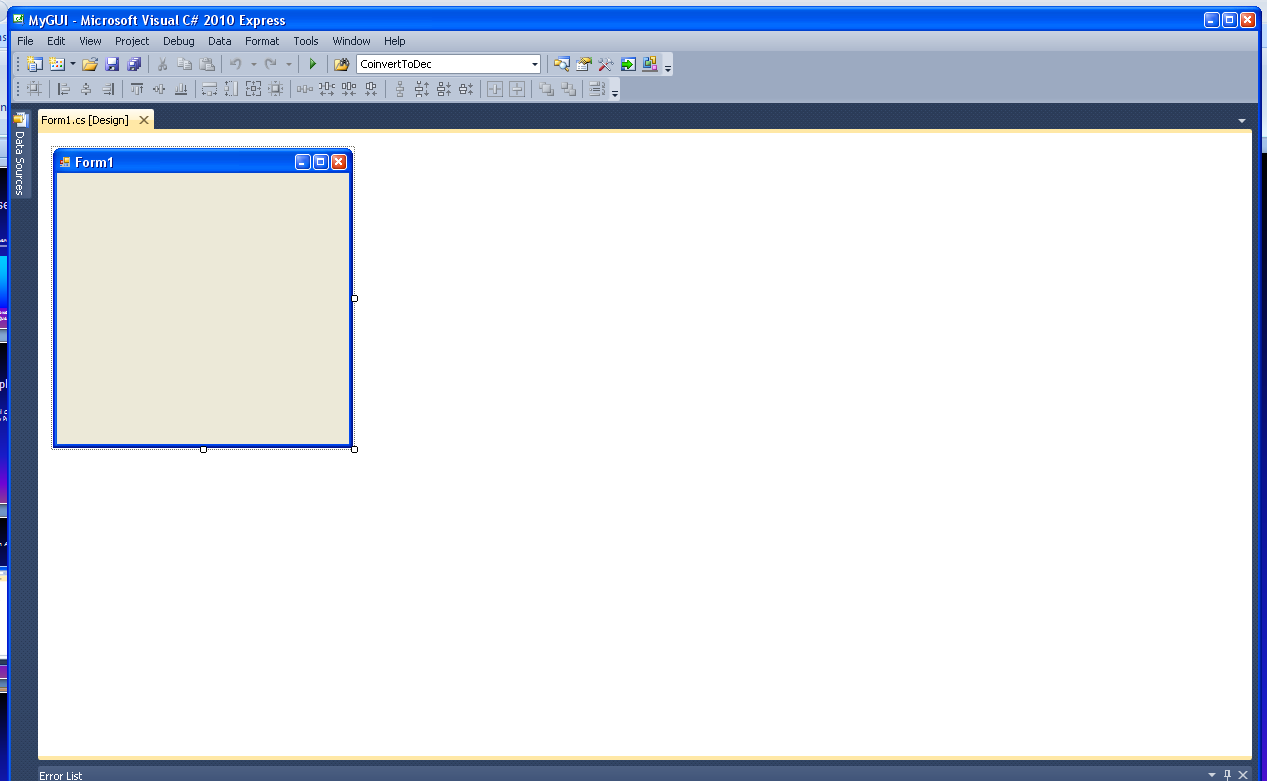 MyGUI - Microsoft Visual C# 2010 Express
File Edit View Project Debug Data Format Tools Window Help
CoinvertToDec
Form1.cs [Design]
Data Sources
Form1
Error List